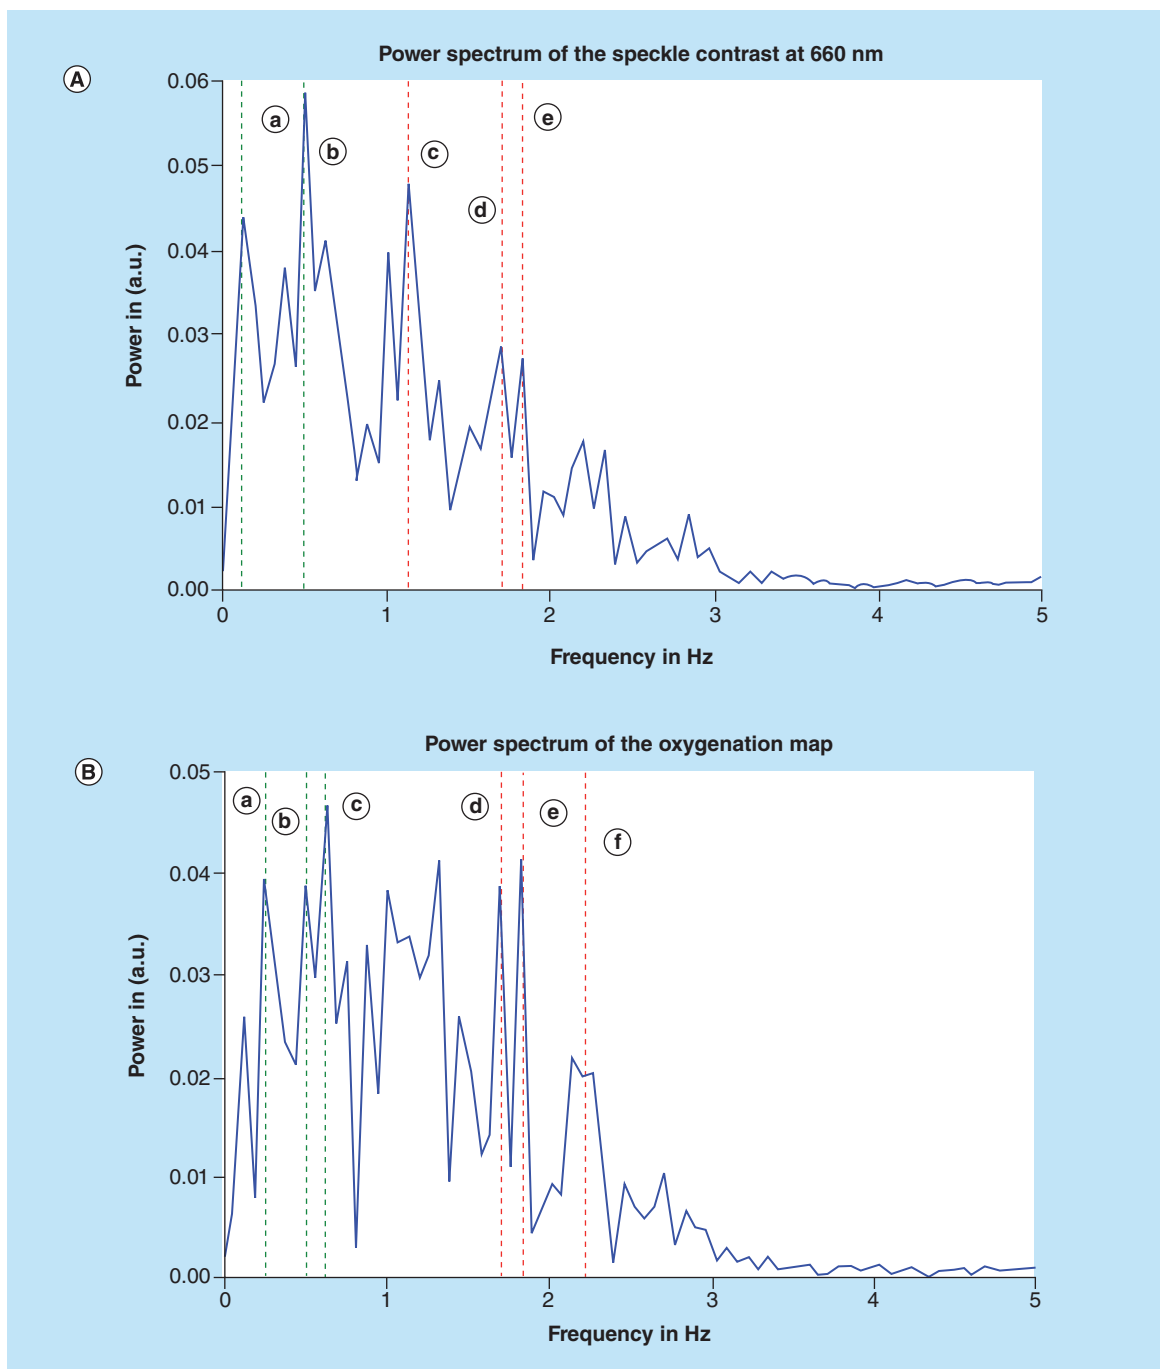 Power spectrum of the speckle contrast at 660 nm
A
0.06
a
e
b
c
0.05
d
0.04
Power in (a.u.)
0.03
0.02
0.01
0.00
0 1 2 3 4 5
Frequency in Hz
Power spectrum of the oxygenation map
B
0.05
a b c d e f
0.04
0.03
Power in (a.u.)
0.02
0.01
0.00
0 1 2 3 4 5
Frequency in Hz